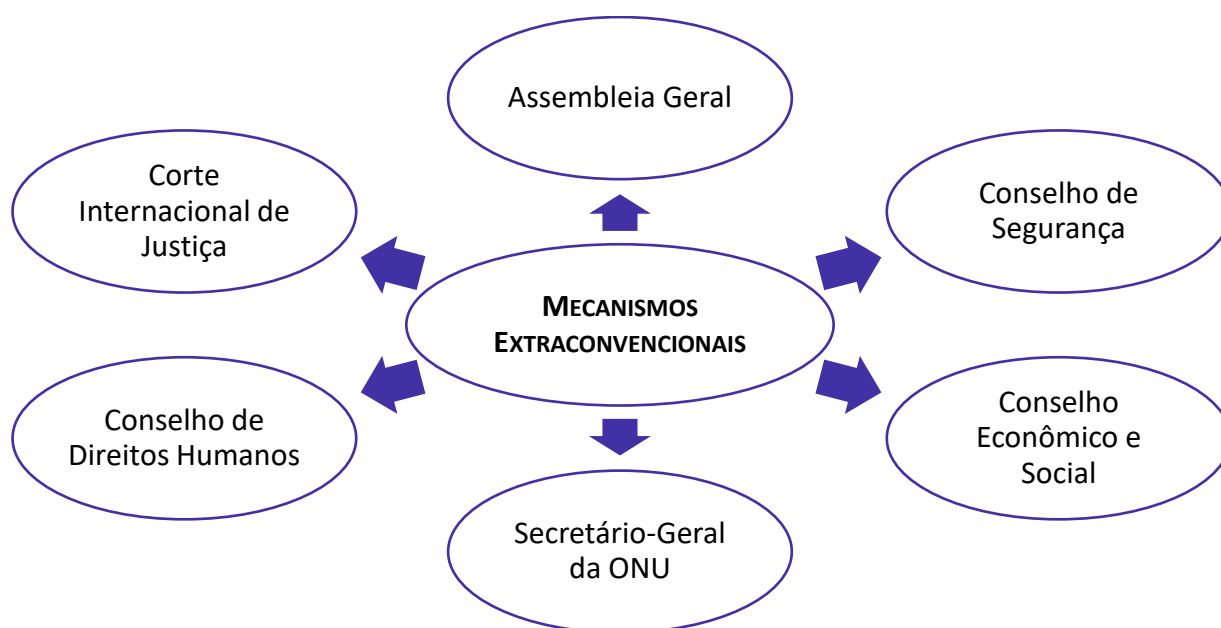 Assembleia Geral
Corte
Internacional de
Justiça
Conselho de
Segurança
MECANISMOS
EXTRACONVENCIONAIS
Conselho de
Direitos Humanos
Conselho
Econômico e
Social
Secretário-Geral
da ONU